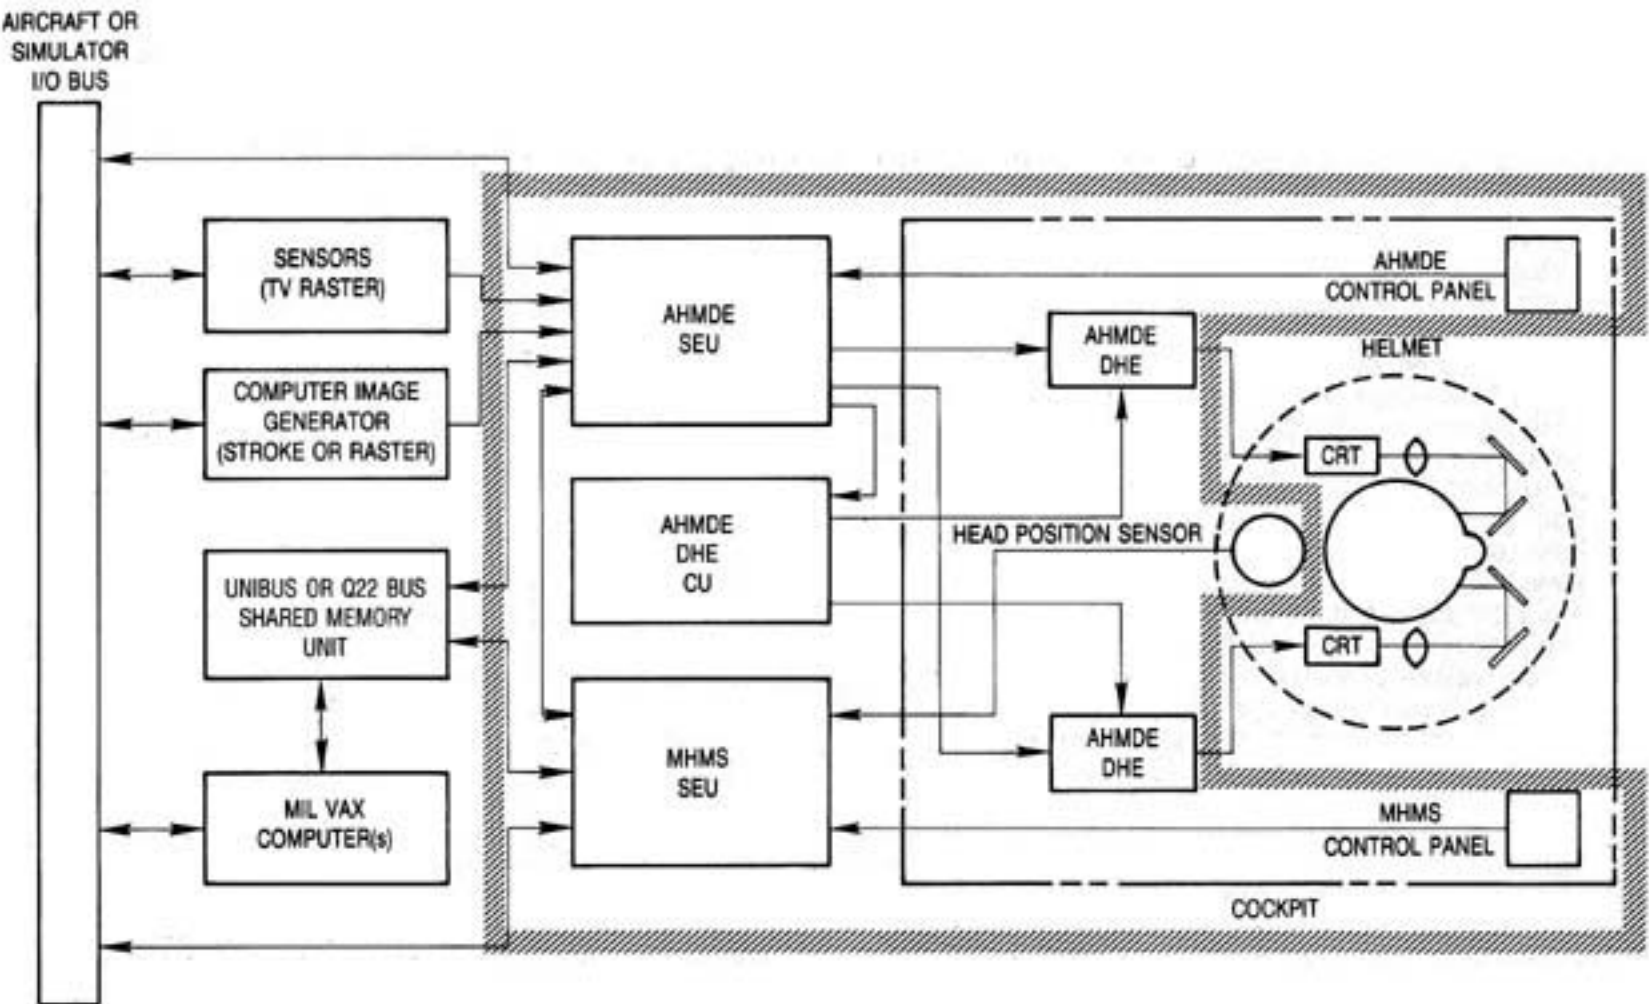 AIRCRAFT OR
SIMULATOR
I/O BUS
SENSORS
(TV RASTER)
COMPUTER IMAGE
GENERATOR
(STROKE OR RASTER)
UNIBUS OR Q22 BUS
SHARED MEMORY
UNIT
MIL VAX
COMPUTER(s)
AHMDE
SEU
AHMDE
DHE
CU
MHMS
SEU
AHMDE
CONTROL PANEL
AHMDE
DHE
HELMET
CRT
HEAD POSITION SENSOR
CRT
AHMDE
DHE
MHMS
CONTROL PANEL
COCKPIT